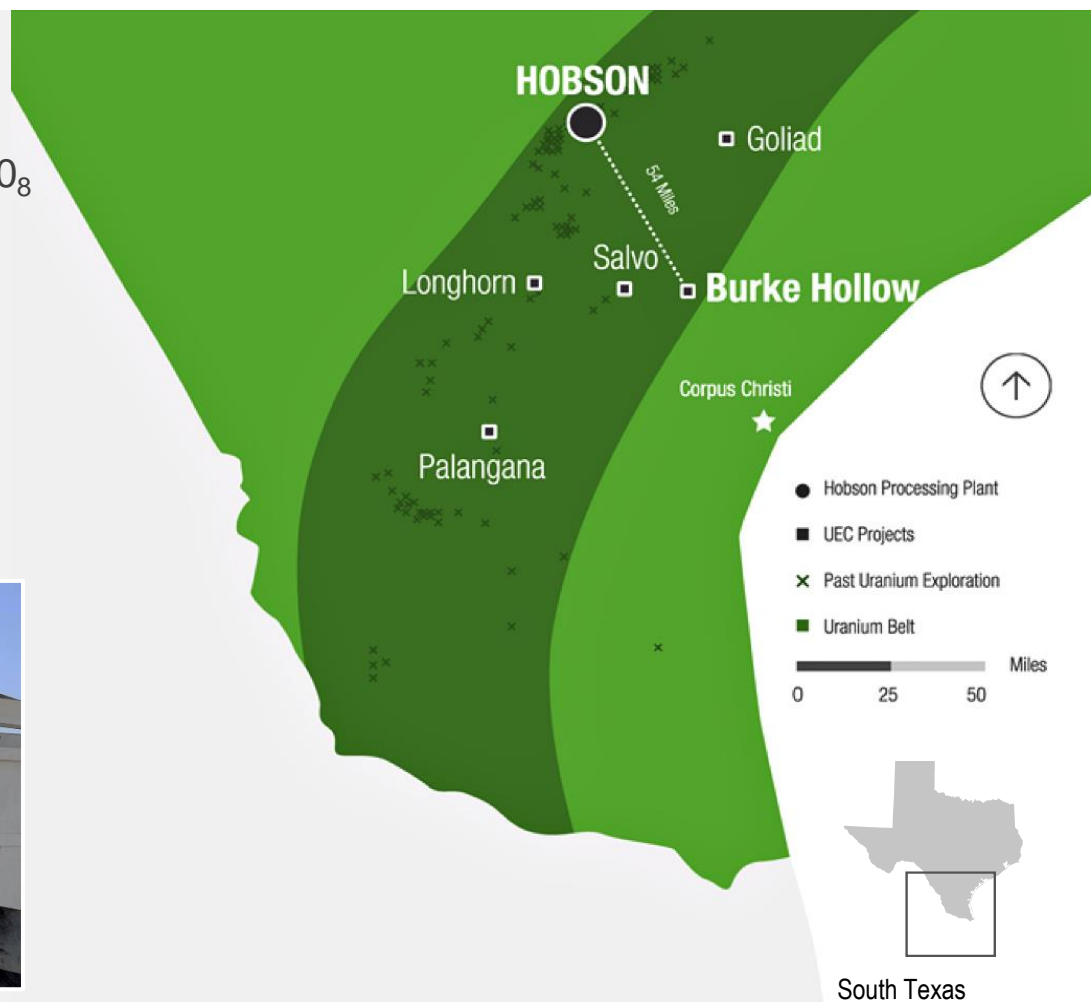 O₈
HOBSON
Goliad
54 Miles
Salvo
Longhorn
Burke Hollow
Corpus Christi
Palangana
Hobson Processing Plant
UEC Projects
Past Uranium Exploration
Uranium Belt
Miles
0 25 50
South Texas